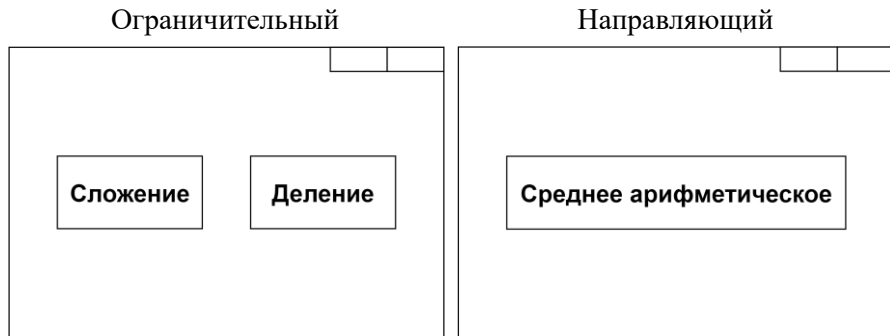 Ограничительный
Направляющий
Сложение
Деление
Среднее арифметическое